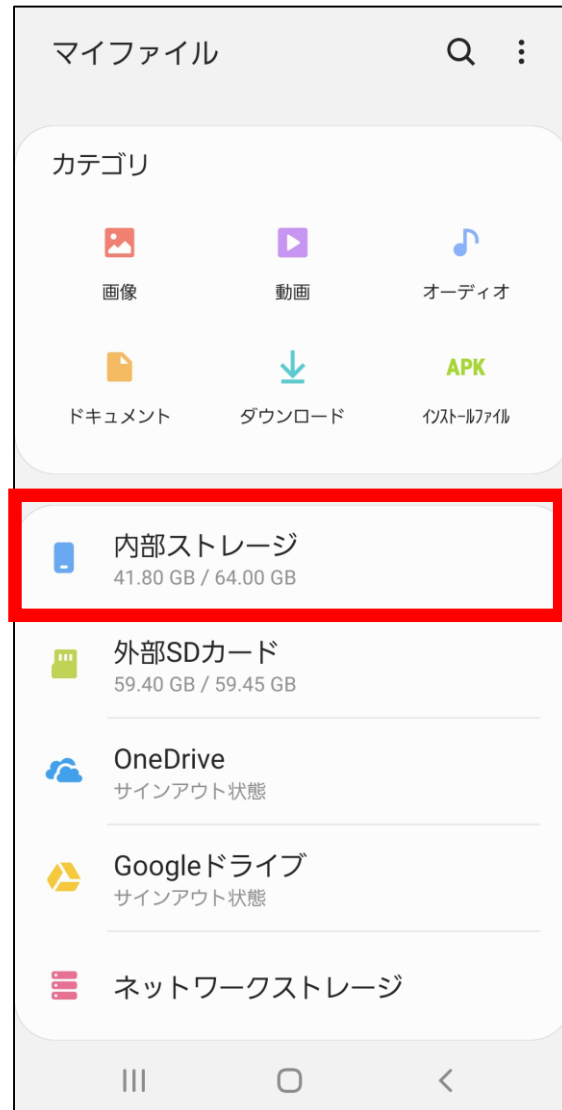 マイファイル
カテゴリ
画像 動画 オーディオ
APK
ドキュメント ダウンロード ｲﾝｽﾄｰﾙﾌｧｲﾙ
内部ストレージ
41.80 GB / 64.00 GB
外部SDカード
59.40 GB / 59.45 GB
OneDrive
サインアウト状態
Googleドライブ
サインアウト状態
ネットワークストレージ